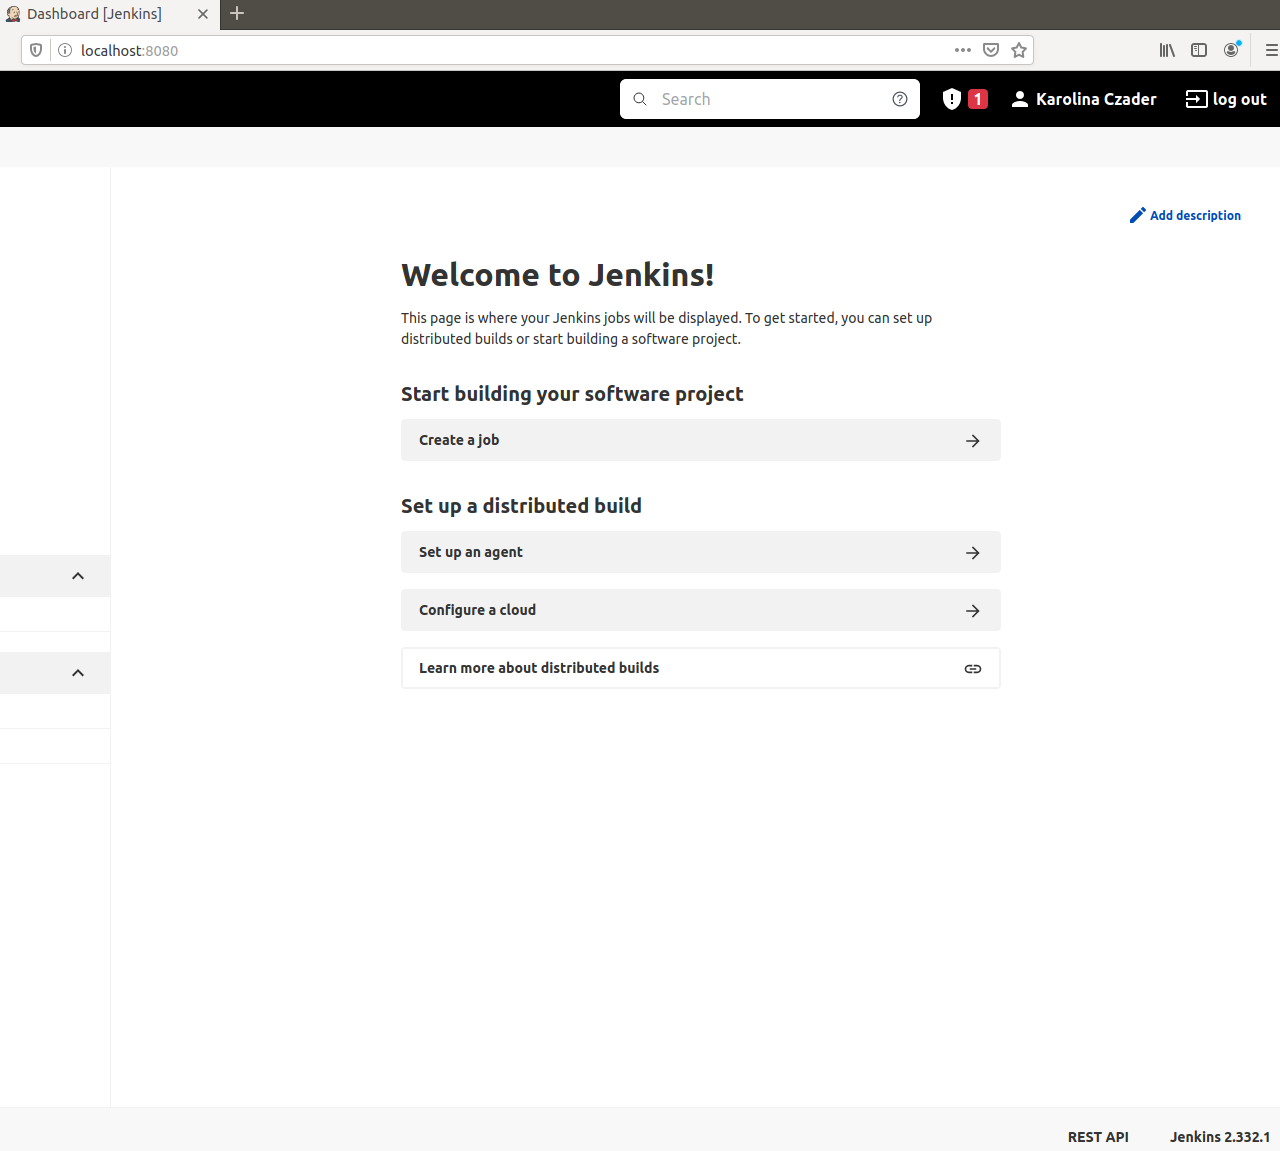 Dashboard [Jenkins]
localhost:8080
Search
1
Karolina Czader
log out
Add description
Welcome to Jenkins!
This page is where your Jenkins jobs will be displayed. To get started, you can set up
distributed builds or start building a software project.
Start building your software project
Create a job
Set up a distributed build
Set up an agent
Configure a cloud
Learn more about distributed builds
REST API
Jenkins 2.332.1